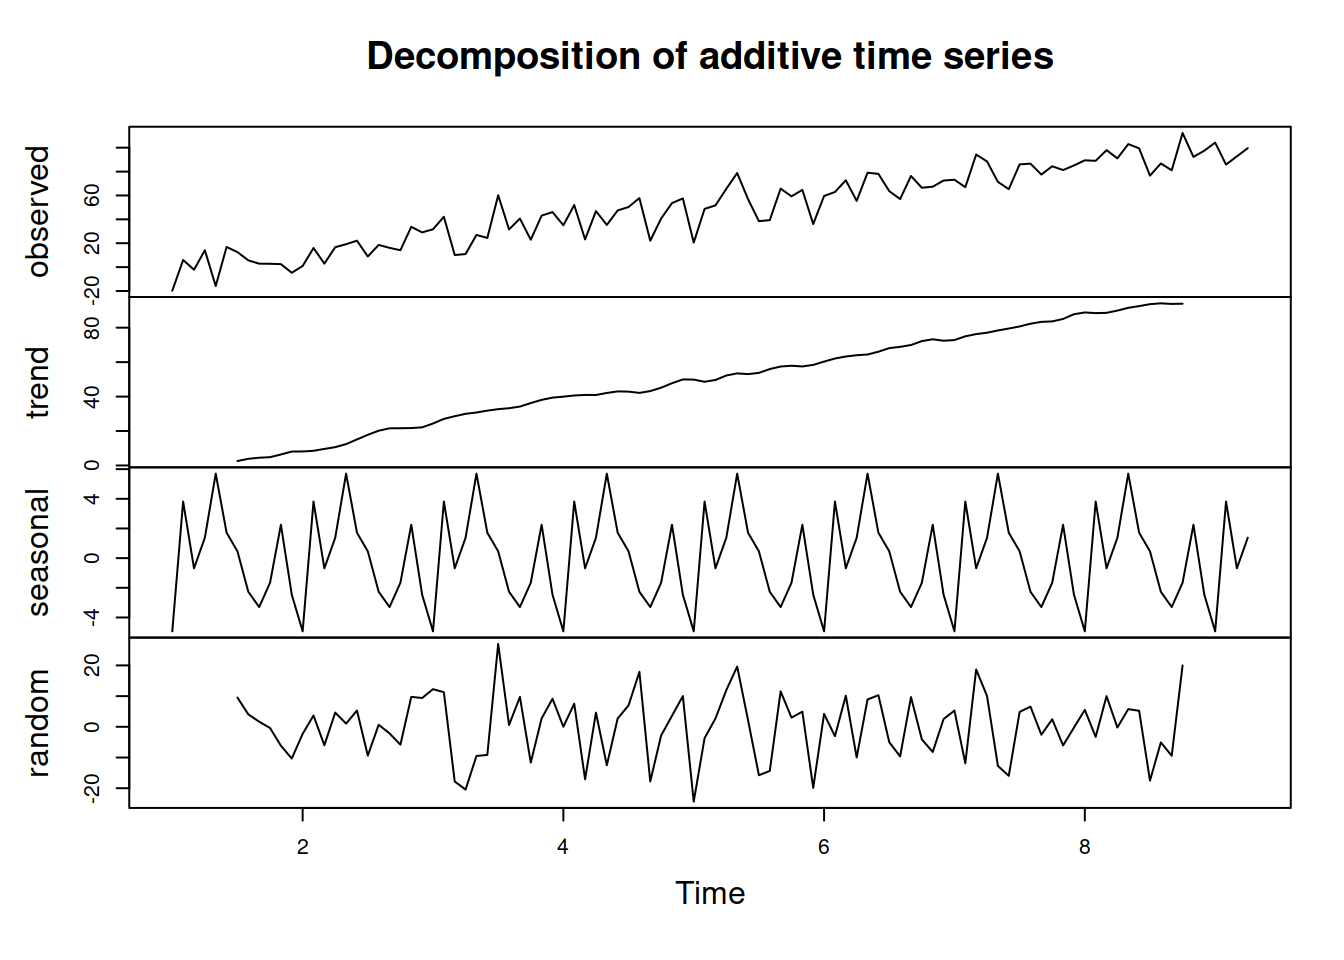 Decomposition of additive time series
observed
-20 20 60
trend
0 40 80
seasonal
-4 0 4
random
-20 0 20
2 4 6 8
Time